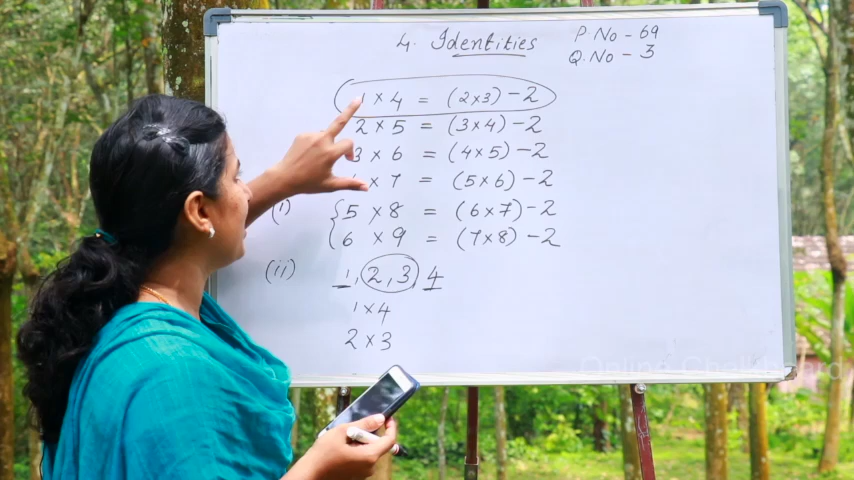 4. Identities
P.No - 69
Q.No - 3
1 × 4 = (2×3) - 2
2 × 5 = (3×4) - 2
3 × 6 = (4×5) - 2
× 7 = (5×6) - 2
(i) { 5 × 8 = (6×7) - 2
6 × 9 = (7×8) - 2
(ii) 1, 2, 3, 4
1 × 4
2 × 3